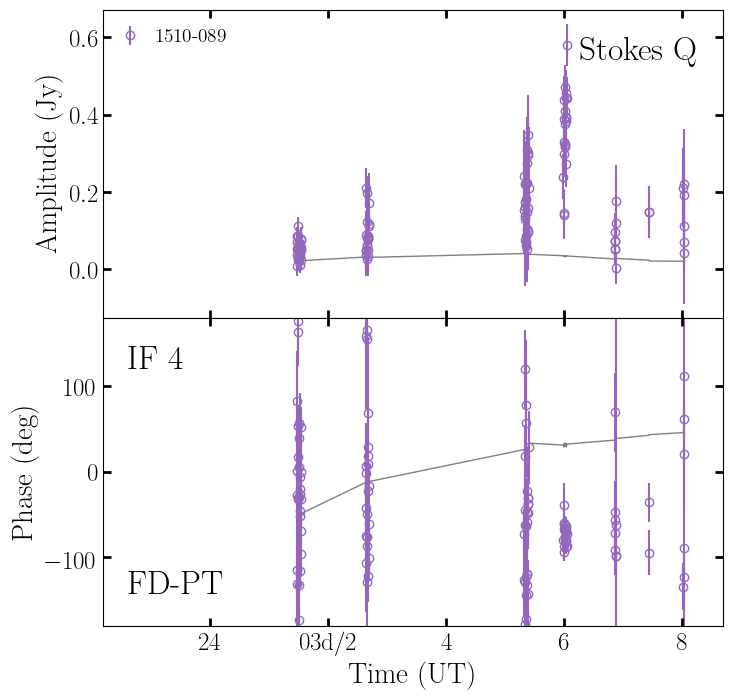 1510-089
Stokes Q
0.6
0.4
0.2
0.0
Amplitude (Jy)
IF 4
100
0
−100
Phase (deg)
FD-PT
24 03d/2 4 6 8
Time (UT)